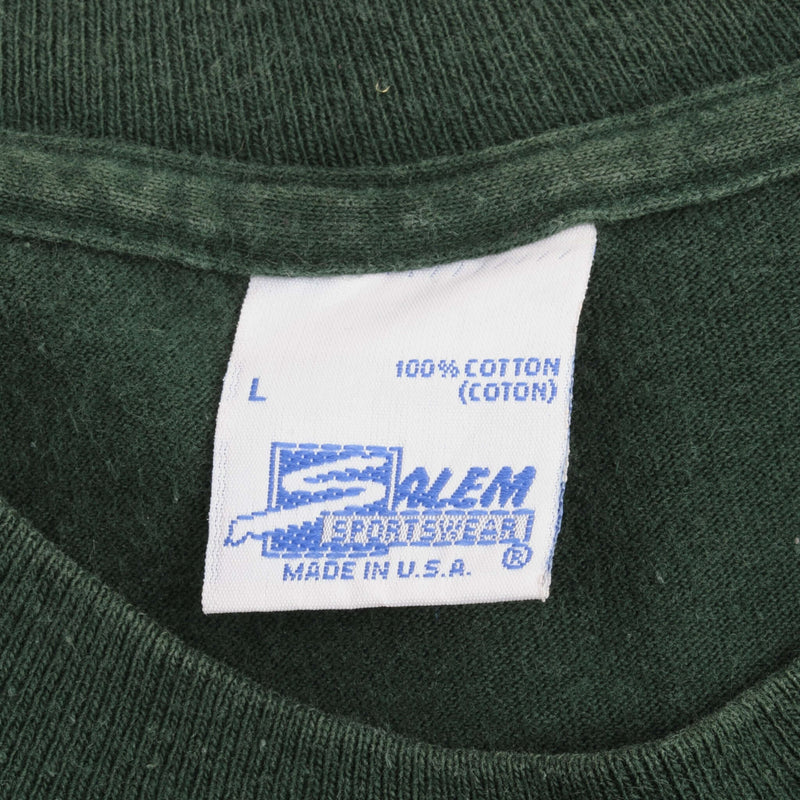 L
100% COTTON
(COTON)
SALEM
SPORTSWEAR
®
MADE IN U.S.A.